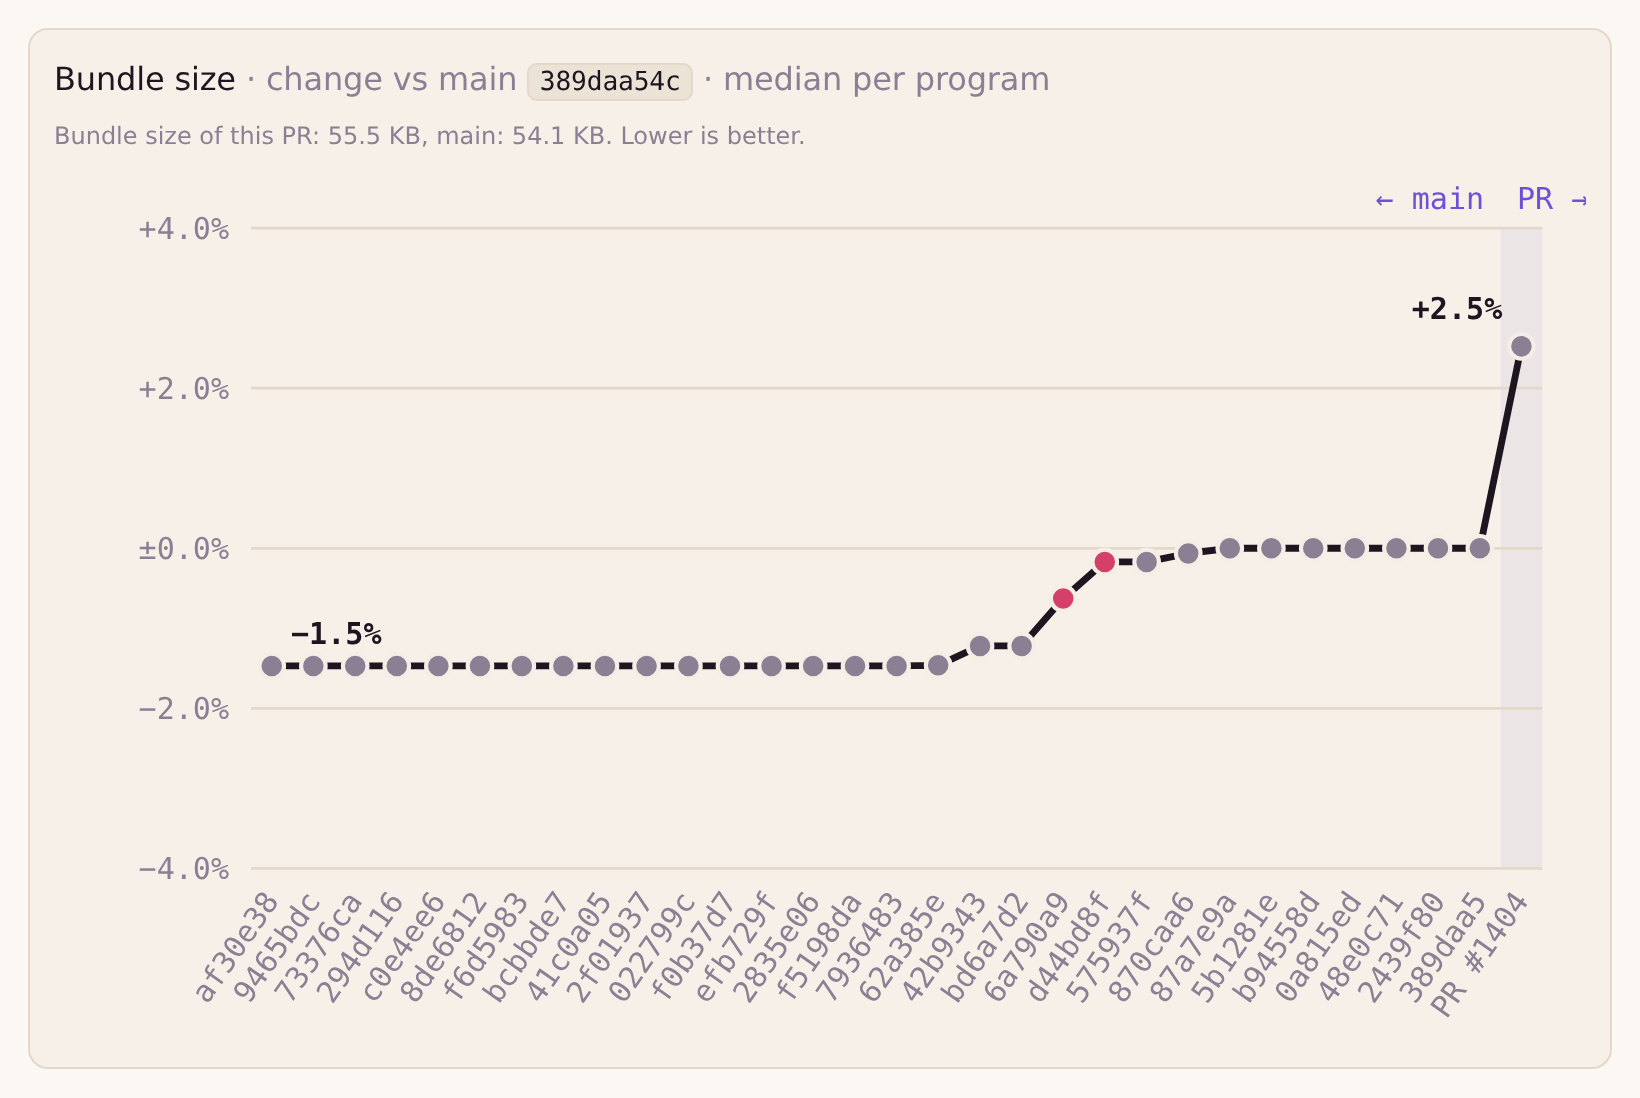 Bundle size · change vs main 389daa54c · median per program
Bundle size of this PR: 55.5 KB, main: 54.1 KB. Lower is better.
← main PR →
+4.0%
+2.5%
+2.0%
±0.0%
−1.5%
−2.0%
−4.0%
af30e38
9465bdc
73376ca
294d116
c0e4ee6
8de6812
f6d5983
bcbbde7
41c0a05
2f01937
022799c
f0b37d7
efb729f
2835e06
f5198da
7936483
62a385e
42b9343
bd6a7d2
6a790a9
d44bd8f
575937f
870caa6
87a7e9a
5b1281e
b94558d
0a815ed
48e0c71
2439f80
389daa5
PR #1404